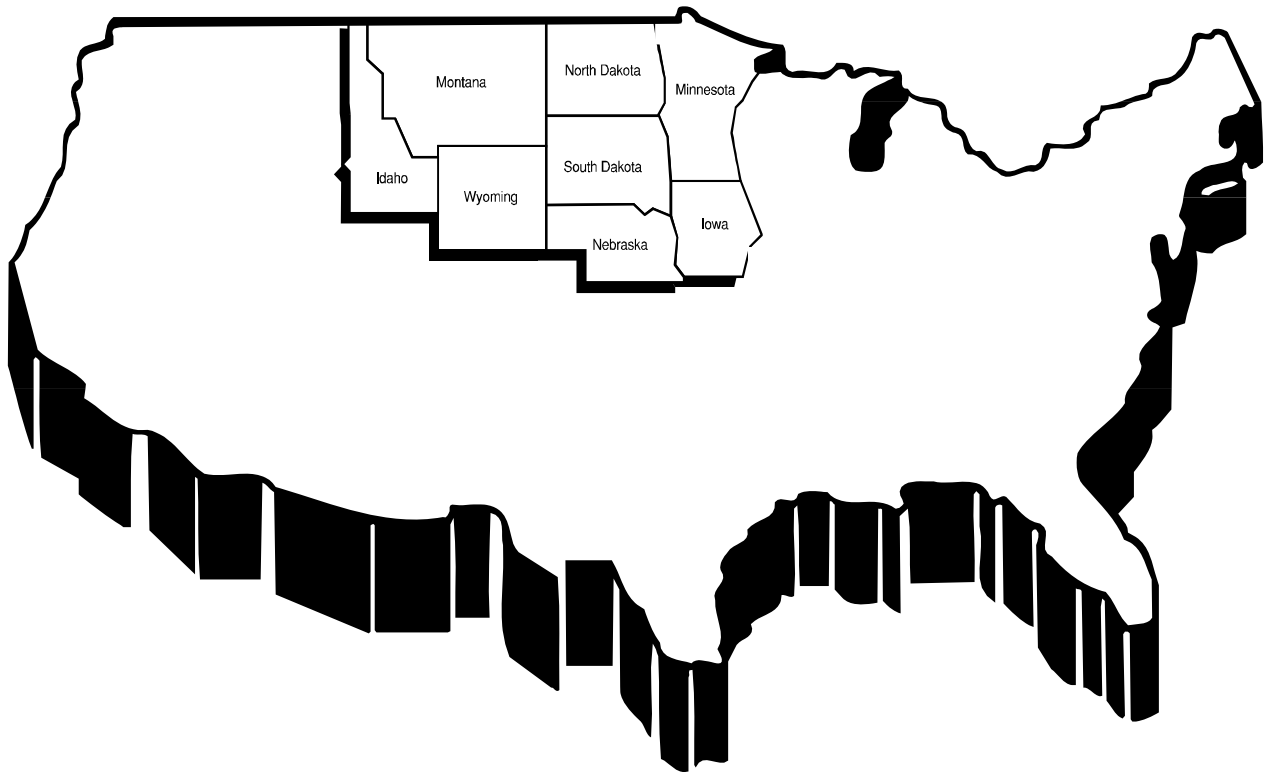 North Dakota
Montana
Minnesota
South Dakota
Idaho
Wyoming
Iowa
Nebraska